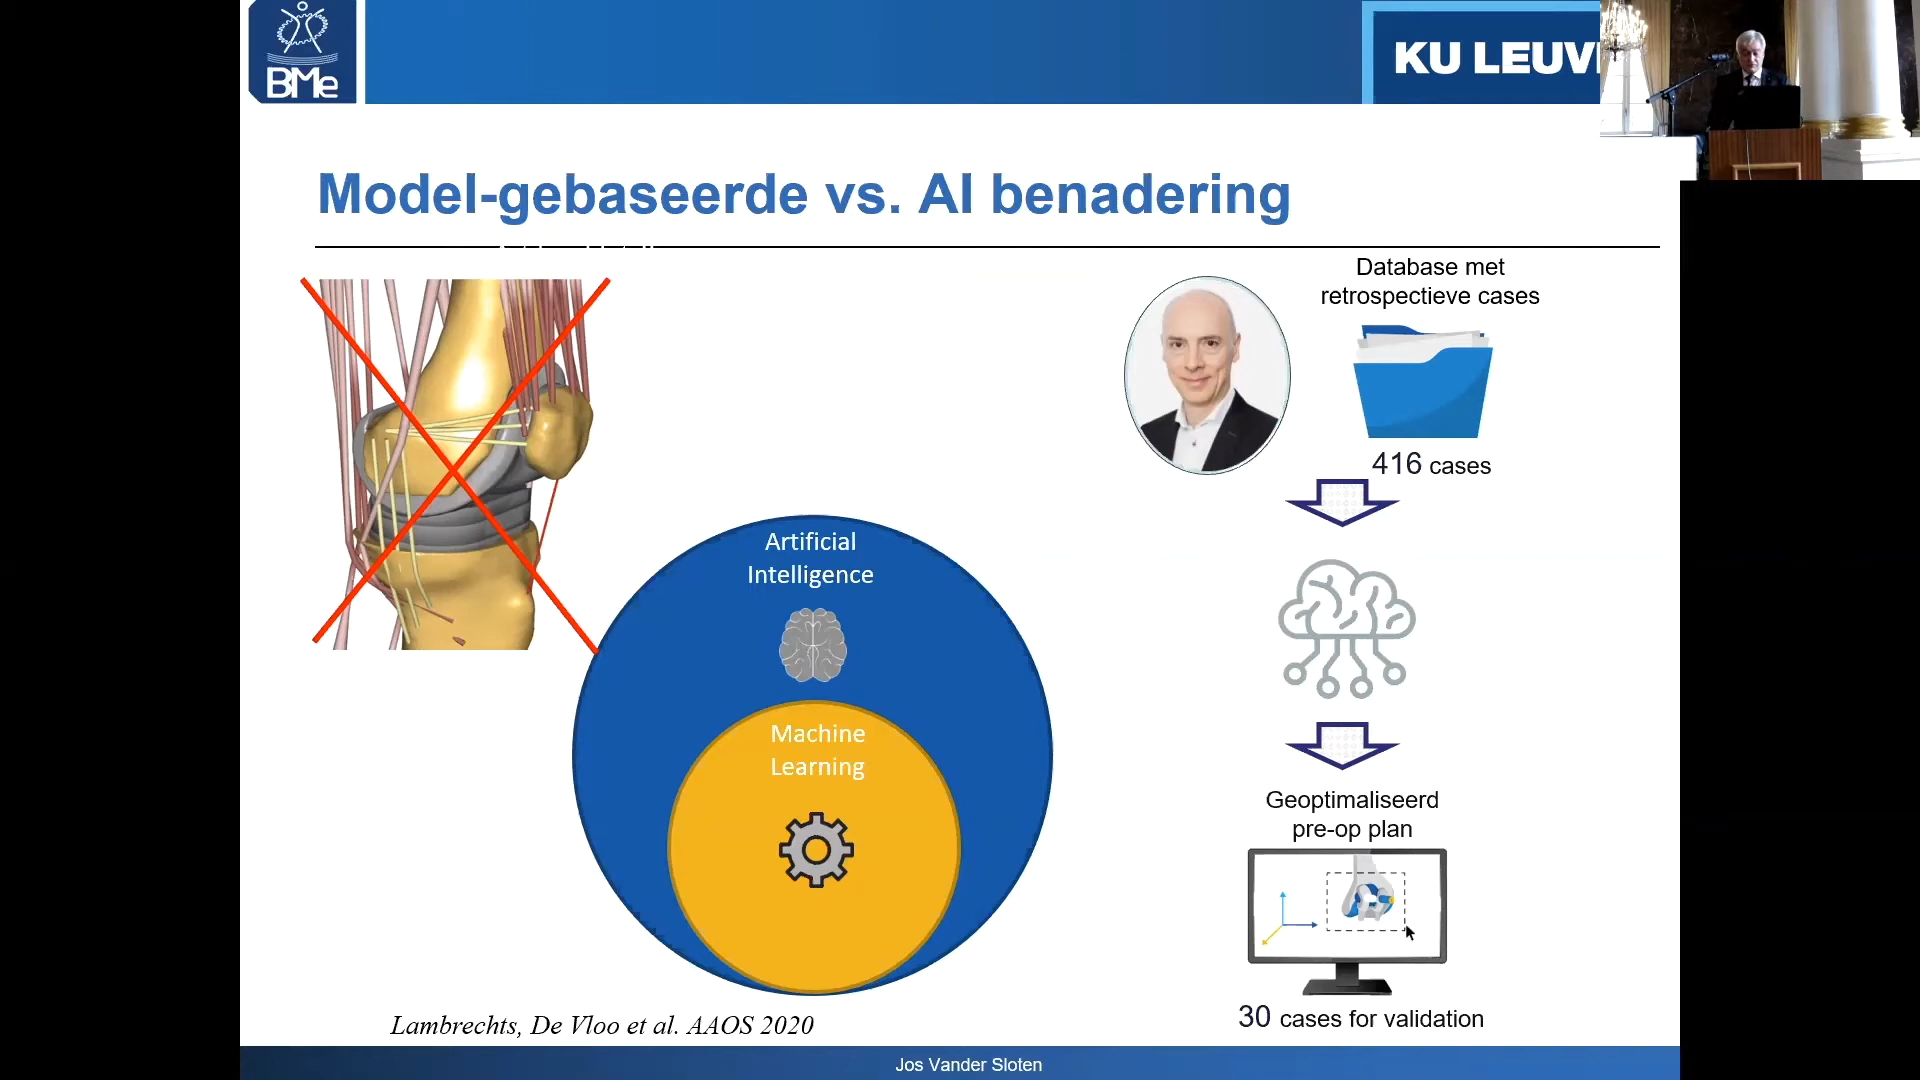 BMe
KU LEUV
Model-gebaseerde vs. AI benadering
Database met
retrospectieve cases
416 cases
Artificial
Intelligence
Machine
Learning
Geoptimaliseerd
pre-op plan
30 cases for validation
Lambrechts, De Vloo et al. AAOS 2020
Jos Vander Sloten